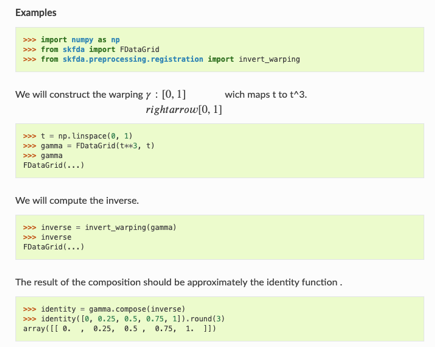 Examples
>>> import numpy as np
>>> from skfda import FDataGrid
>>> from skfda.preprocessing.registration import invert_warping
We will construct the warping γ : [0, 1] wich maps t to t^3.
rightarrow[0, 1]
>>> t = np.linspace(0, 1)
>>> gamma = FDataGrid(t**3, t)
>>> gamma
FDataGrid(...)
We will compute the inverse.
>>> inverse = invert_warping(gamma)
>>> inverse
FDataGrid(...)
The result of the composition should be approximately the identity function .
>>> identity = gamma.compose(inverse)
>>> identity([0, 0.25, 0.5, 0.75, 1]).round(3)
array([[ 0.  ,  0.25,  0.5 ,  0.75,  1.  ]])